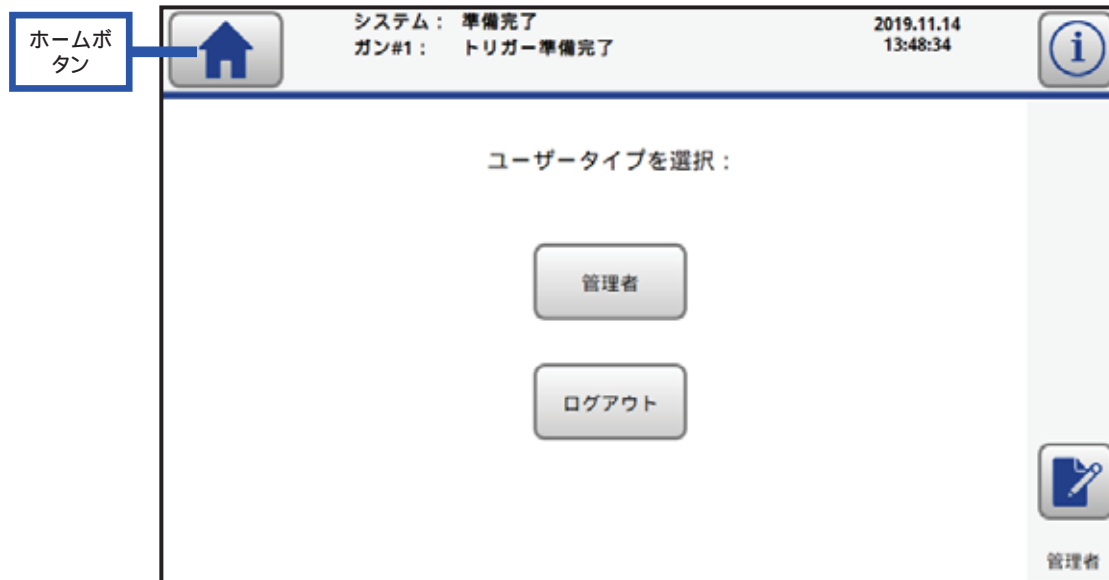 ホームボ
タン
システム： 準備完了
ガン#1： トリガー準備完了
2019.11.14
13:48:34
i
ユーザータイプを選択：
管理者
ログアウト
管理者